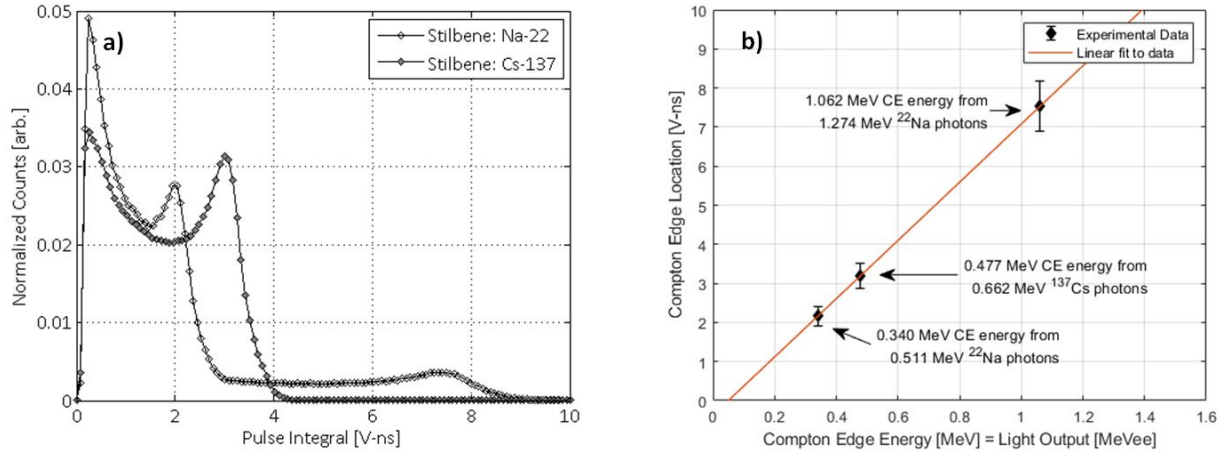 a)
Stilbene: Na-22
Stilbene: Cs-137
Normalized Counts [arb.]
0.05
0.04
0.03
0.02
0.01
0
0 2 4 6 8 10
Pulse Integral [V-ns]
b)
Experimental Data
Linear fit to data
1.062 MeV CE energy from
1.274 MeV ²²Na photons
0.477 MeV CE energy from
0.662 MeV ¹³⁷Cs photons
0.340 MeV CE energy from
0.511 MeV ²²Na photons
Compton Edge Location [V-ns]
10
9
8
7
6
5
4
3
2
1
0
0 0.2 0.4 0.6 0.8 1 1.2 1.4 1.6
Compton Edge Energy [MeV] = Light Output [MeVee]